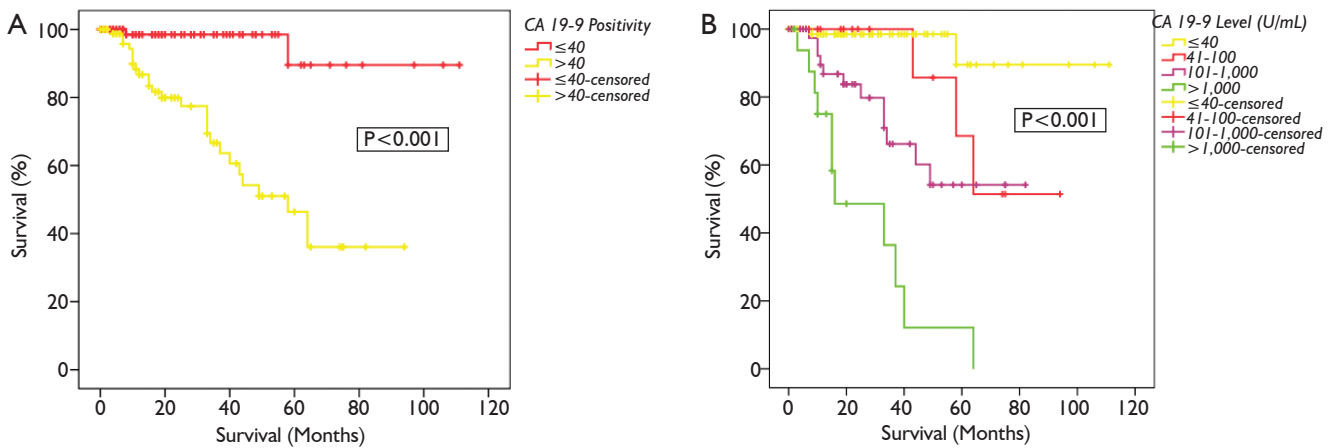 A
CA 19-9 Positivity
≤40
>40
≤40-censored
>40-censored
P<0.001
Survival (%)
100
80
60
40
20
0
0 20 40 60 80 100 120
Survival (Months)
B
CA 19-9 Level (U/mL)
≤40
41-100
101-1,000
>1,000
≤40-censored
41-100-censored
101-1,000-censored
>1,000-censored
P<0.001
Survival (%)
100
80
60
40
20
0
0 20 40 60 80 100 120
Survival (Months)